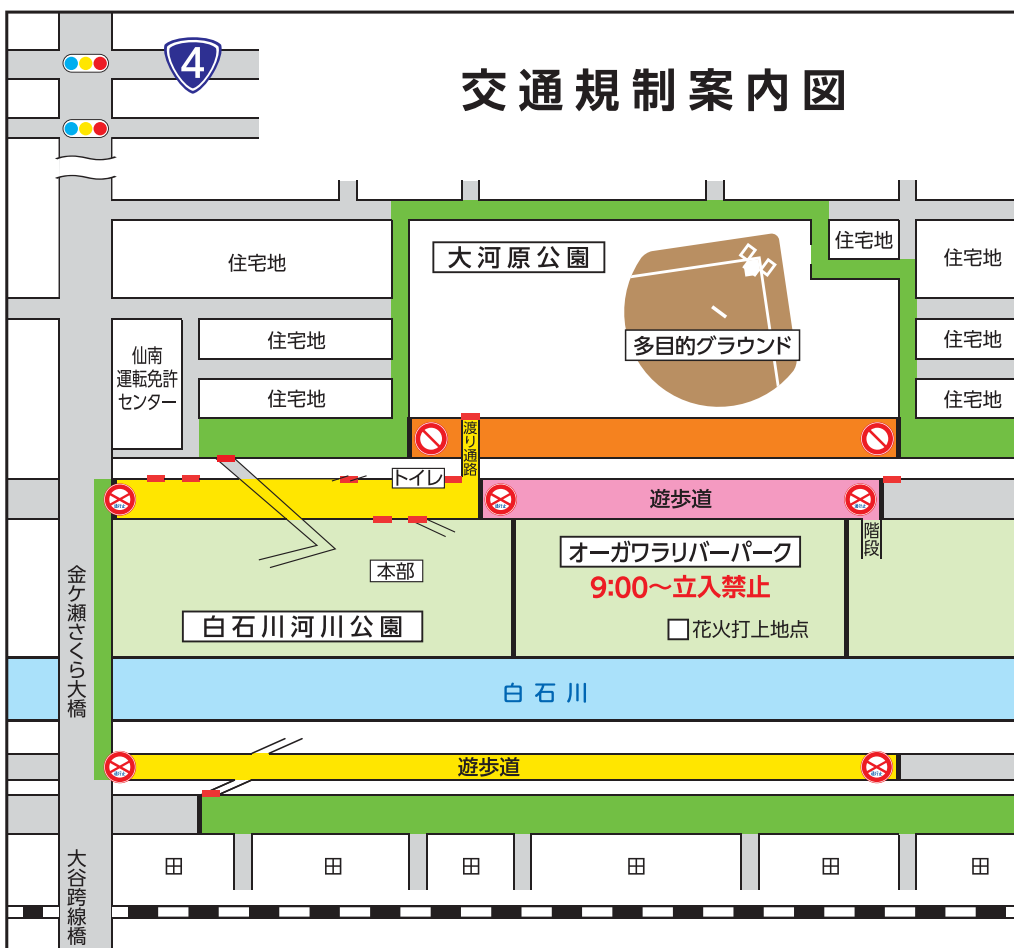 4
交通規制案内図
住宅地
大河原公園
住宅地
住宅地
多目的グラウンド
住宅地
住宅地
仙南
運転免許
センター
住宅地
住宅地
渡り通路
トイレ
遊歩道
階段
オーガワラリバーパーク
9:00～立入禁止
本部
花火打上地点
白石川河川公園
金ケ瀬さくら大橋
白石川
遊歩道
田
田
田
田
田
田
大谷跨線橋